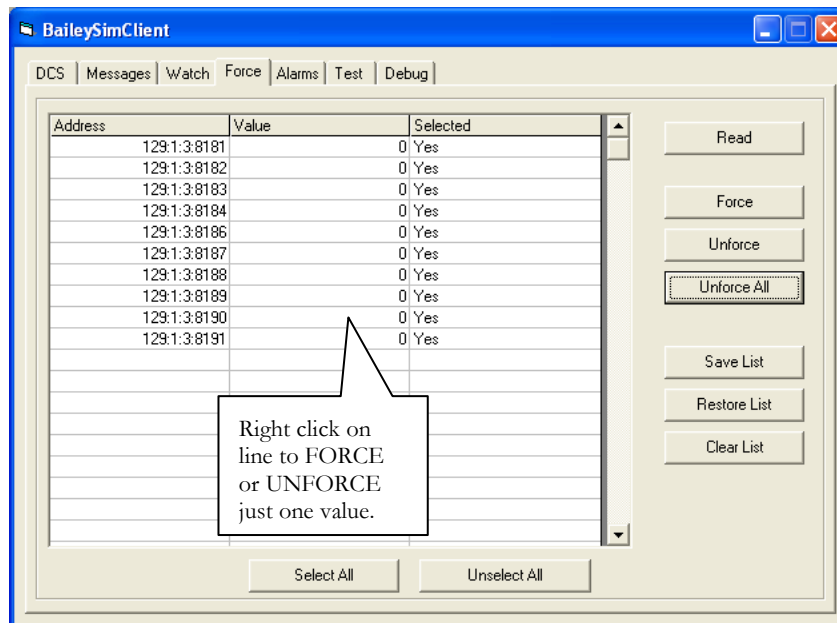 BaileySimClient
DCS Messages Watch Force Alarms Test Debug
Address Value Selected
129:1:3:8181 0 Yes
129:1:3:8182 0 Yes
129:1:3:8183 0 Yes
129:1:3:8184 0 Yes
129:1:3:8186 0 Yes
129:1:3:8187 0 Yes
129:1:3:8188 0 Yes
129:1:3:8189 0 Yes
129:1:3:8190 0 Yes
129:1:3:8191 0 Yes
Right click on
line to FORCE
or UNFORCE
just one value.
Read
Force
Unforce
Unforce All
Save List
Restore List
Clear List
Select All Unselect All